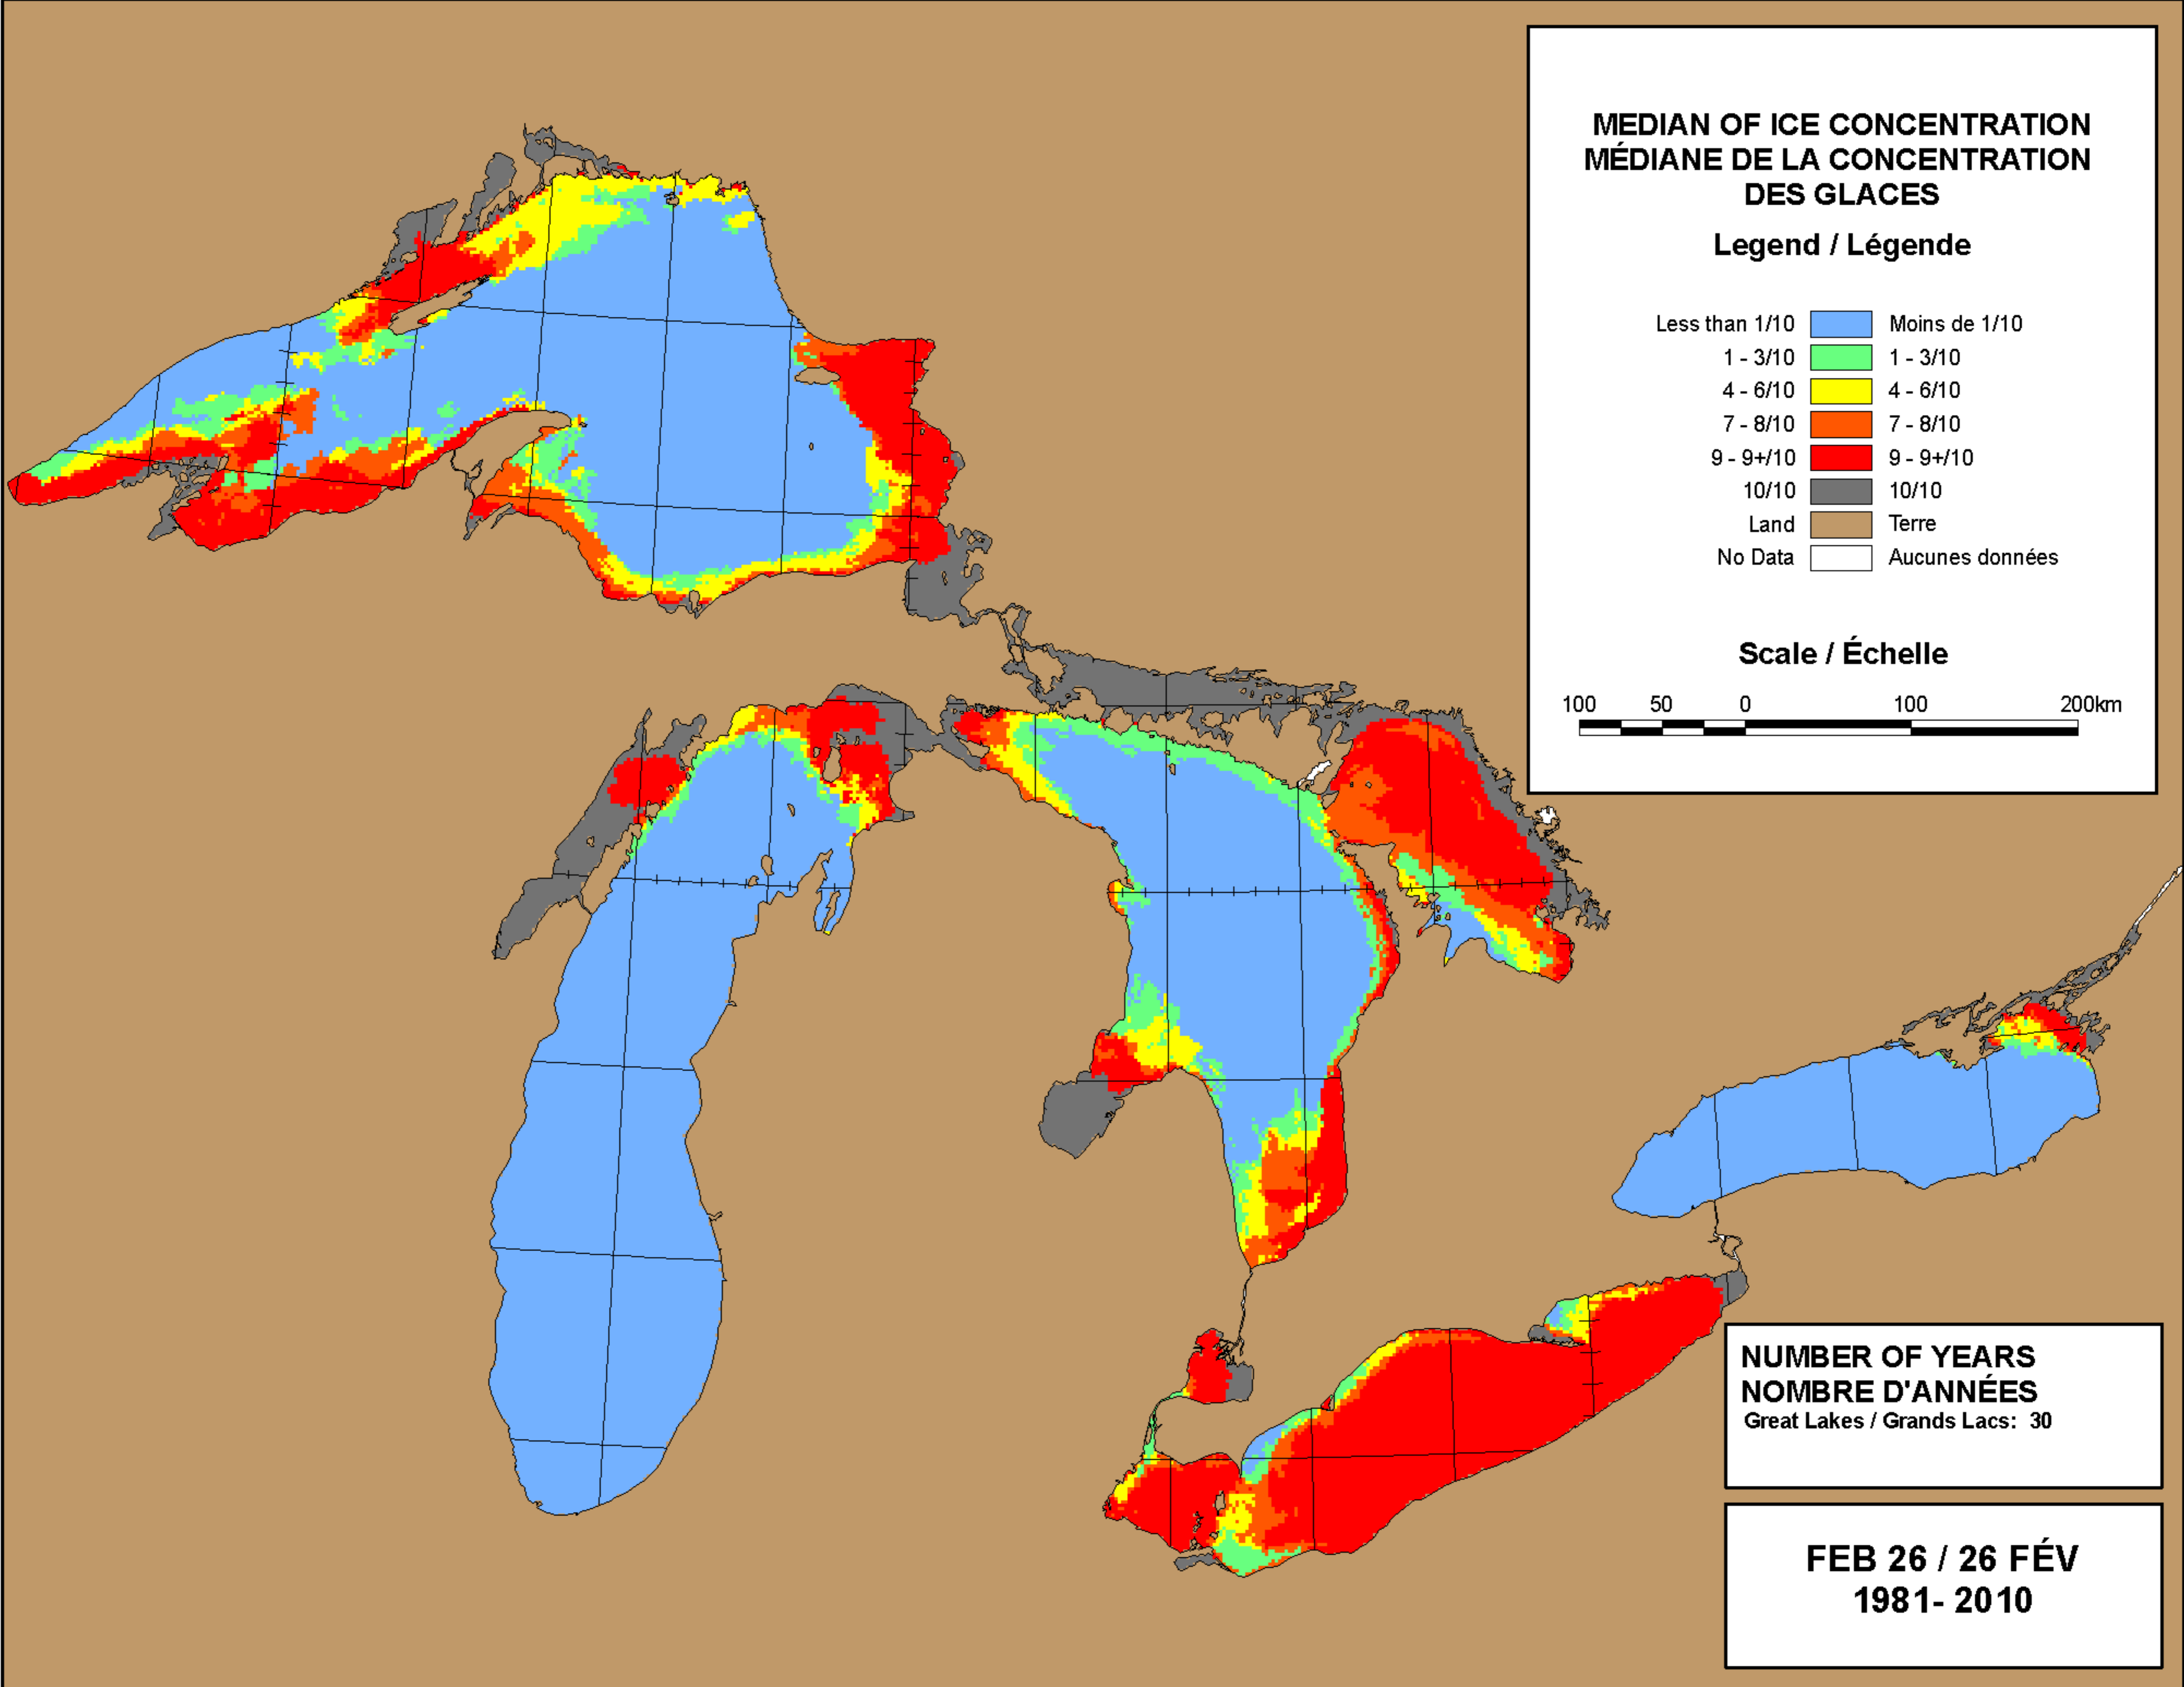 MEDIAN OF ICE CONCENTRATION
MÉDIANE DE LA CONCENTRATION
DES GLACES
Legend / Légende
Less than 1/10 Moins de 1/10
1 - 3/10 1 - 3/10
4 - 6/10 4 - 6/10
7 - 8/10 7 - 8/10
9 - 9+/10 9 - 9+/10
10/10 10/10
Land Terre
No Data Aucunes données
Scale / Échelle
100 50 0 100 200km
NUMBER OF YEARS
NOMBRE D'ANNÉES
Great Lakes / Grands Lacs: 30
FEB 26 / 26 FÉV
1981- 2010